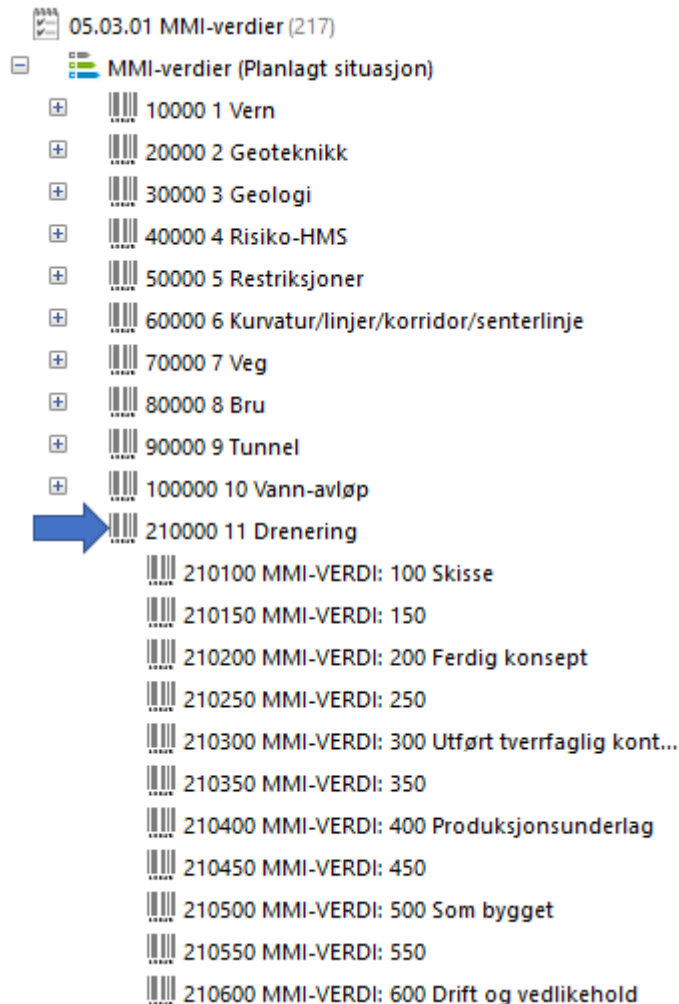 05.03.01 MMI-verdier (217)
MMI-verdier (Planlagt situasjon)
10000 1 Vern
20000 2 Geoteknikk
30000 3 Geologi
40000 4 Risiko-HMS
50000 5 Restriksjoner
60000 6 Kurvatur/linjer/korridor/senterlinje
70000 7 Veg
80000 8 Bru
90000 9 Tunnel
100000 10 Vann-avløp
210000 11 Drenering
210100 MMI-VERDI: 100 Skisse
210150 MMI-VERDI: 150
210200 MMI-VERDI: 200 Ferdig konsept
210250 MMI-VERDI: 250
210300 MMI-VERDI: 300 Utført tverrfaglig kont...
210350 MMI-VERDI: 350
210400 MMI-VERDI: 400 Produksjonsunderlag
210450 MMI-VERDI: 450
210500 MMI-VERDI: 500 Som bygget
210550 MMI-VERDI: 550
210600 MMI-VERDI: 600 Drift og vedlikehold